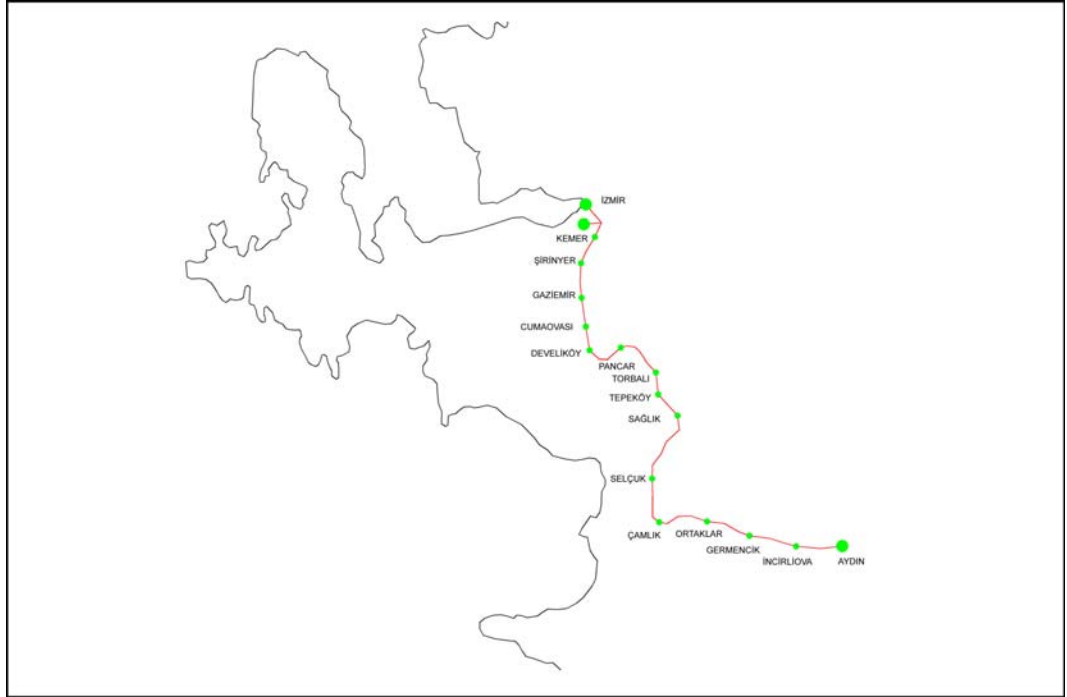 İZMİR
KEMER
ŞİRİNYER
GAZİEMİR
CUMAOVASI
DEVELİKÖY
PANCAR
TORBALI
TEPEKÖY
SAĞLIK
SELÇUK
ÇAMLIK
ORTAKLAR
GERMENCİK
İNCİRLİOVA
AYDIN